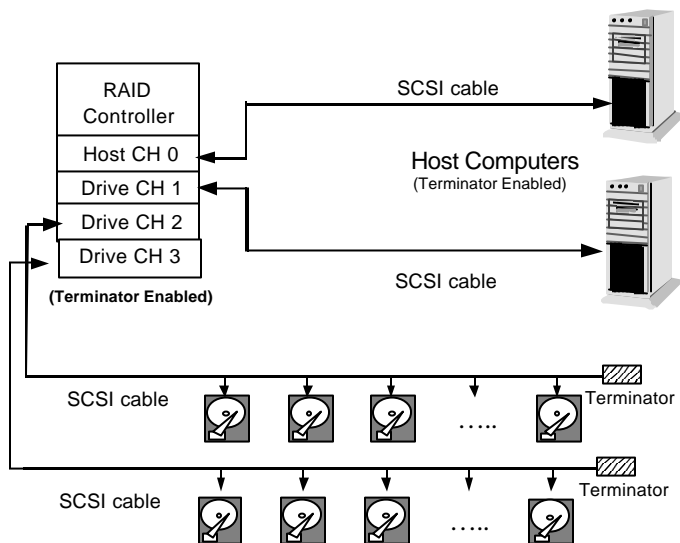 RAID
Controller
Host CH 0
Drive CH 1
Drive CH 2
Drive CH 3
(Terminator Enabled)
SCSI cable
Host Computers
(Terminator Enabled)
SCSI cable
SCSI cable
…..
Terminator
SCSI cable
…..
Terminator